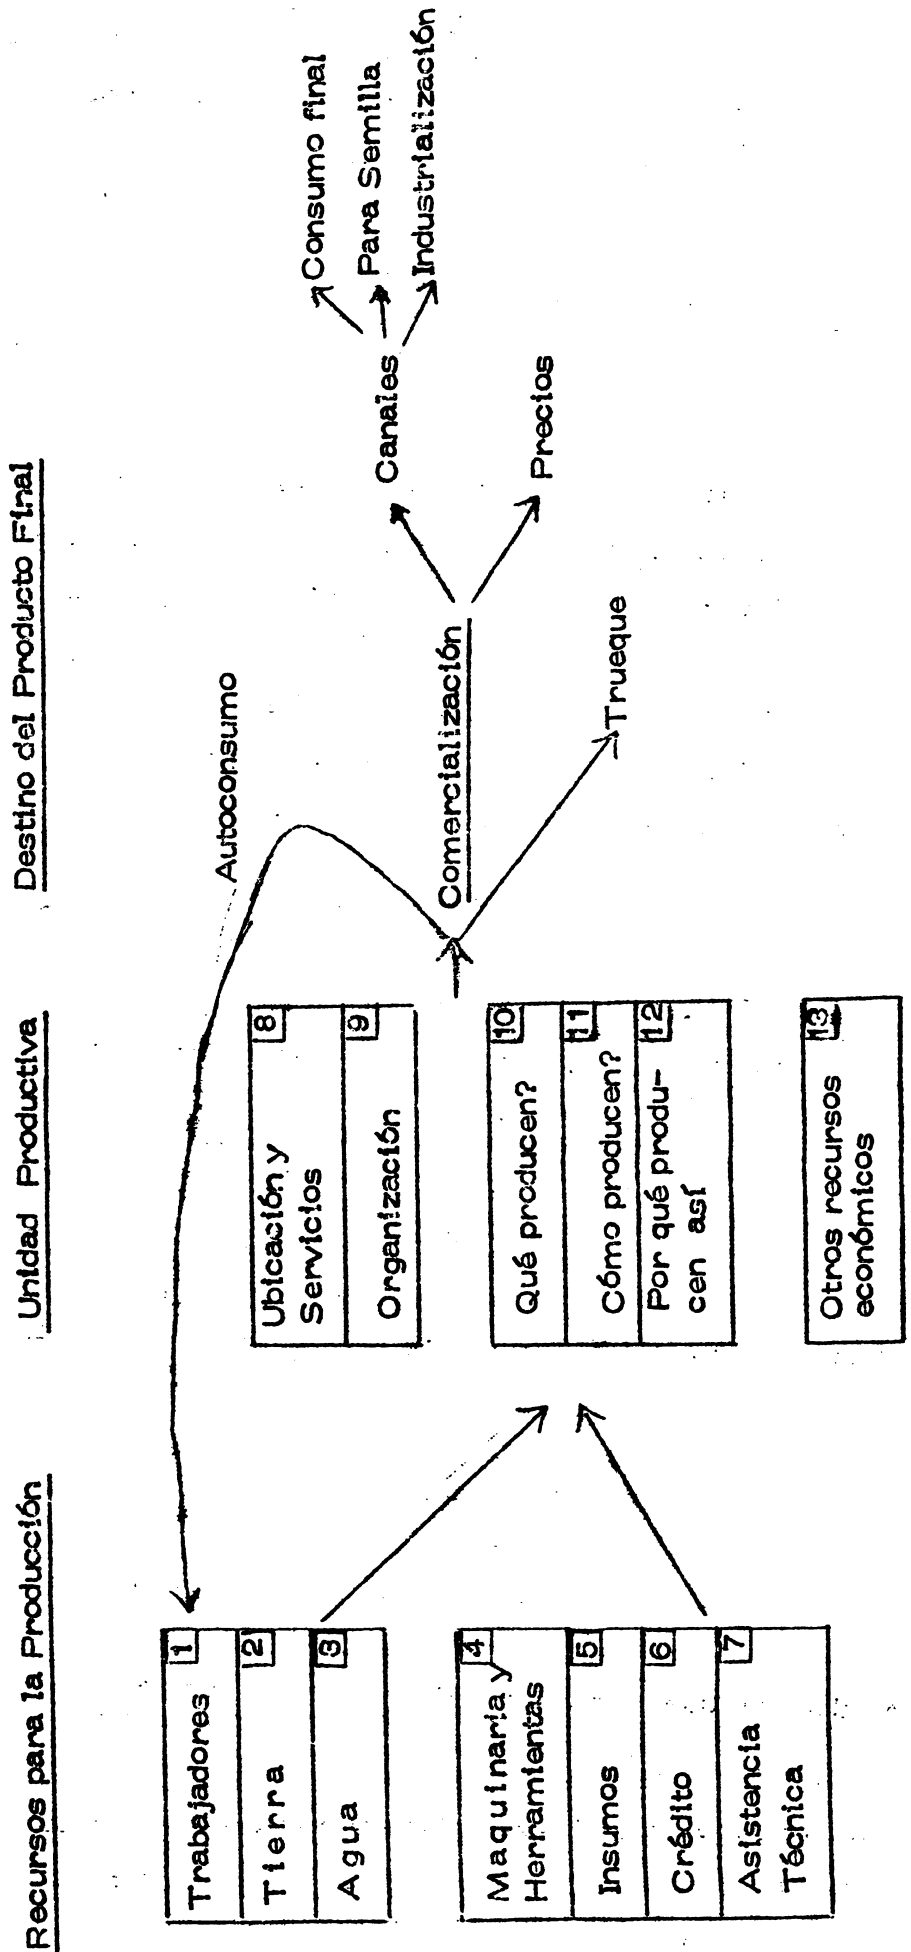 Recursos para la Producción
Trabajadores 1
Tierra 2
Agua 3
Maquinaria y 4
Herramientas
Insumos 5
Crédito 6
Asistencia 7
Técnica
Unidad Productiva
Ubicación y 8
Servicios
Organización 9
Qué producen? 10
Cómo producen? 11
Por qué produ- 12
cen así
Otros recursos 13
económicos
Destino del Producto Final
Autoconsumo
Comercialización
Trueque
Canales
Precios
Consumo final
Para Semilla
Industrialización